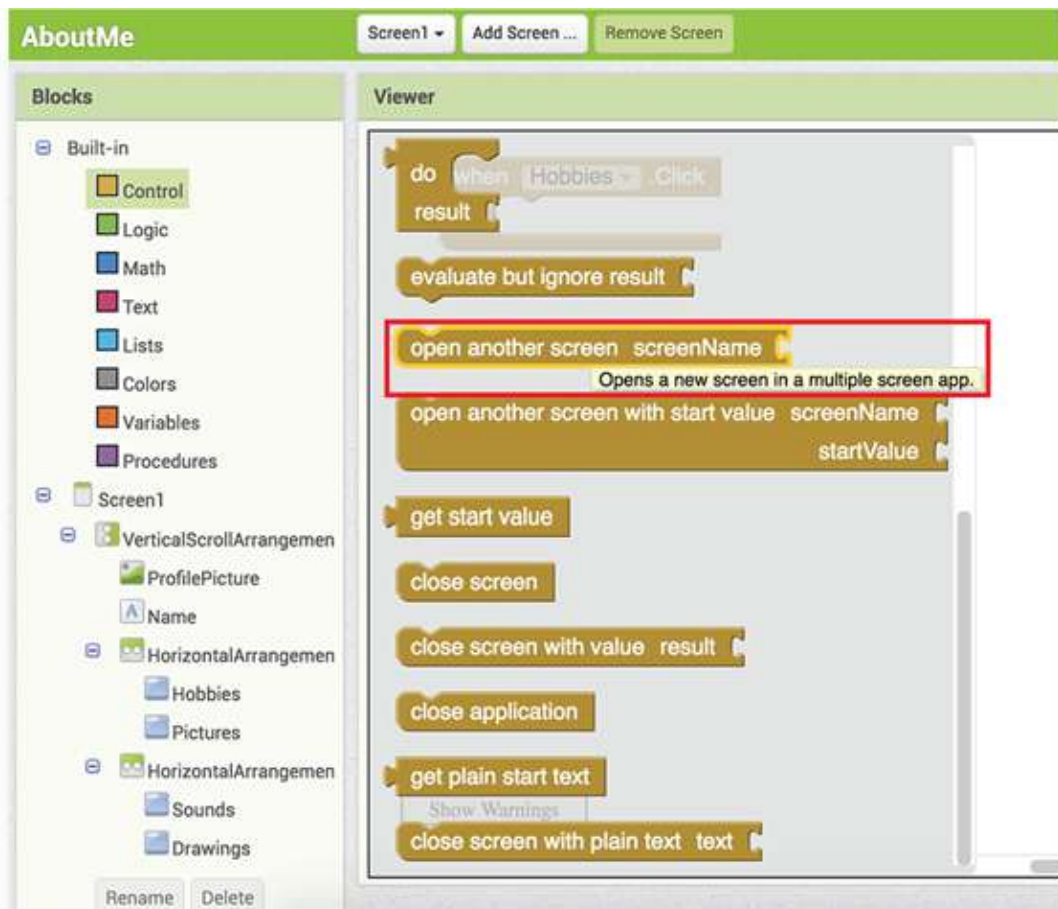 AboutMe
Screen1
Add Screen ...
Remove Screen
Blocks
Built-in
Control
Logic
Math
Text
Lists
Colors
Variables
Procedures
Screen1
VerticalScrollArrangemen
ProfilePicture
Name
HorizontalArrangemen
Hobbies
Pictures
HorizontalArrangemen
Sounds
Drawings
Rename Delete
Viewer
do
when Hobbies .Click
result
evaluate but ignore result
open another screen screenName
Opens a new screen in a multiple screen app.
open another screen with start value screenName
startValue
get start value
close screen
close screen with value result
close application
get plain start text
Show Warnings
close screen with plain text text